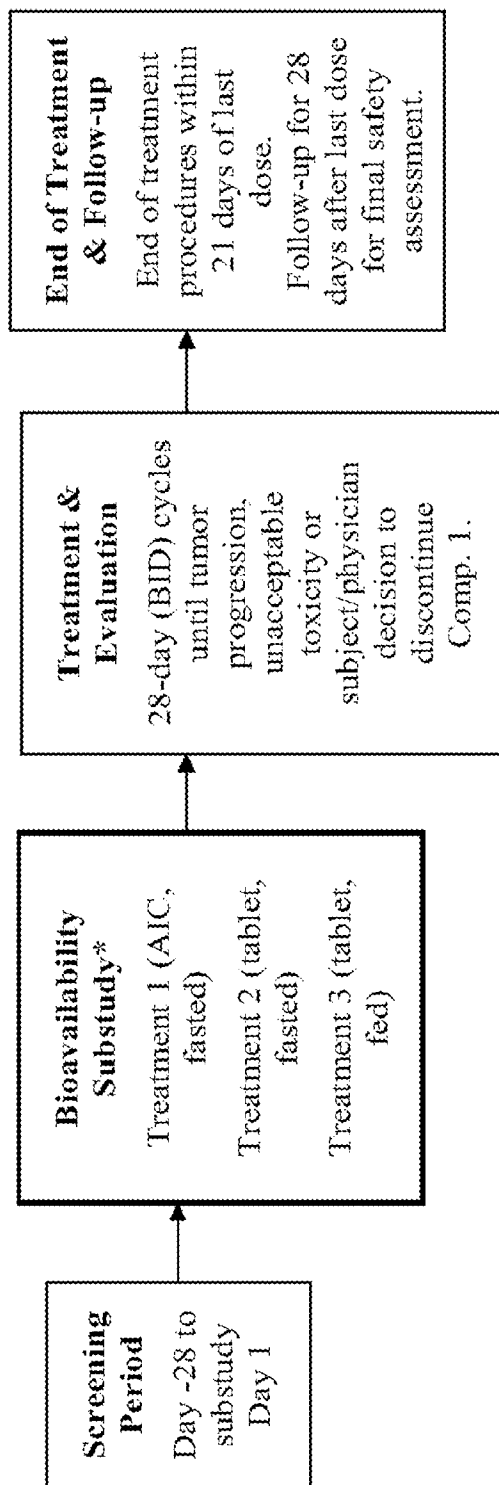 Screening
Period
Day -28 to
substudy
Day 1
Bioavailability
Substudy*
Treatment 1 (AIC,
fasted)
Treatment 2 (tablet,
fasted)
Treatment 3 (tablet,
fed)
Treatment &
Evaluation
28-day (BID) cycles
until tumor
progression,
unacceptable
toxicity or
subject/physician
decision to
discontinue
Comp. 1.
End of Treatment
& Follow-up
End of treatment
procedures within
21 days of last
dose.
Follow-up for 28
days after last dose
for final safety
assessment.